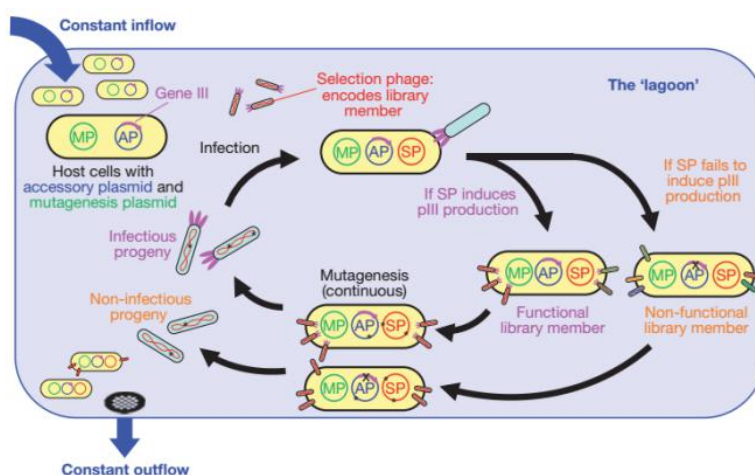 Constant inflow
Gene III
MP
AP
Host cells with
accessory plasmid and
mutagenesis plasmid
Selection phage:
encodes library
member
The ‘lagoon’
Infection
MP
AP
SP
If SP induces
pIII production
If SP fails to
induce pIII
production
Infectious
progeny
Non-infectious
progeny
Mutagenesis
(continuous)
MP
AP
SP
MP
AP
SP
Functional
library member
MP
AP
SP
Non-functional
library member
MP
AP
SP
Constant outflow